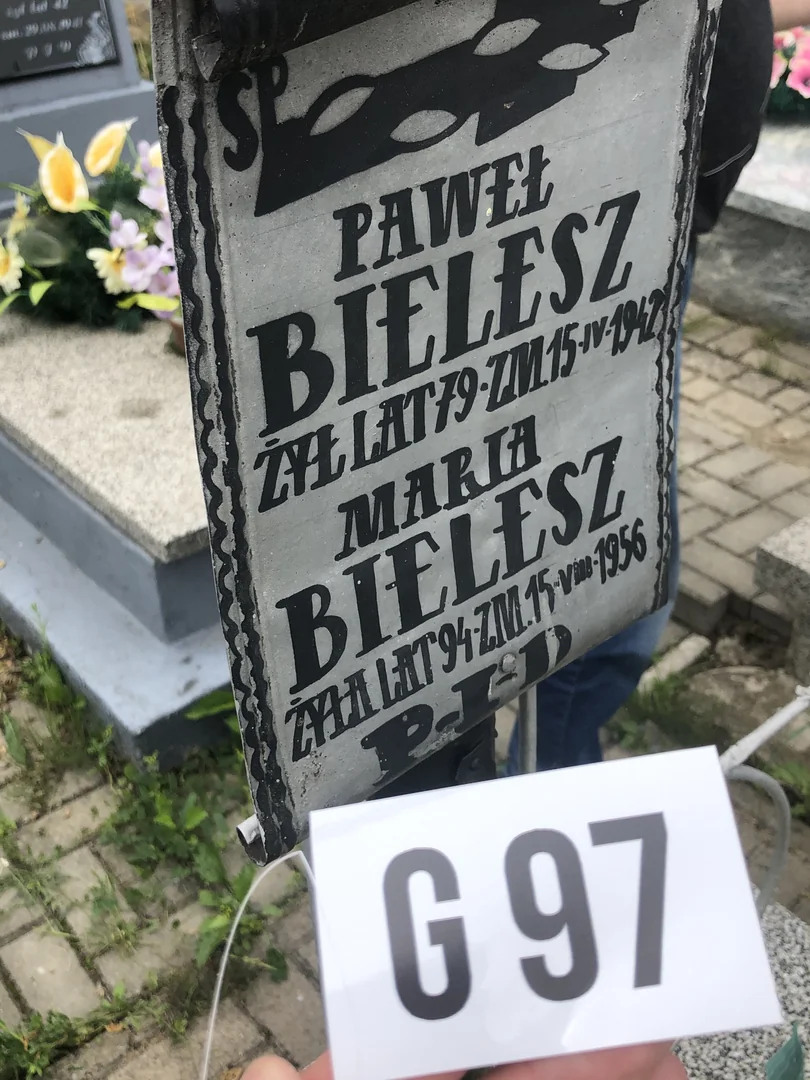 ŚP
PAWEŁ
BIELESZ
ŻYŁ LAT 79·ZM.15·IV·1942
MARIA
BIELESZ
ŻYŁA LAT 94·ZM.15·VIII·1956
P.I.D
G 97